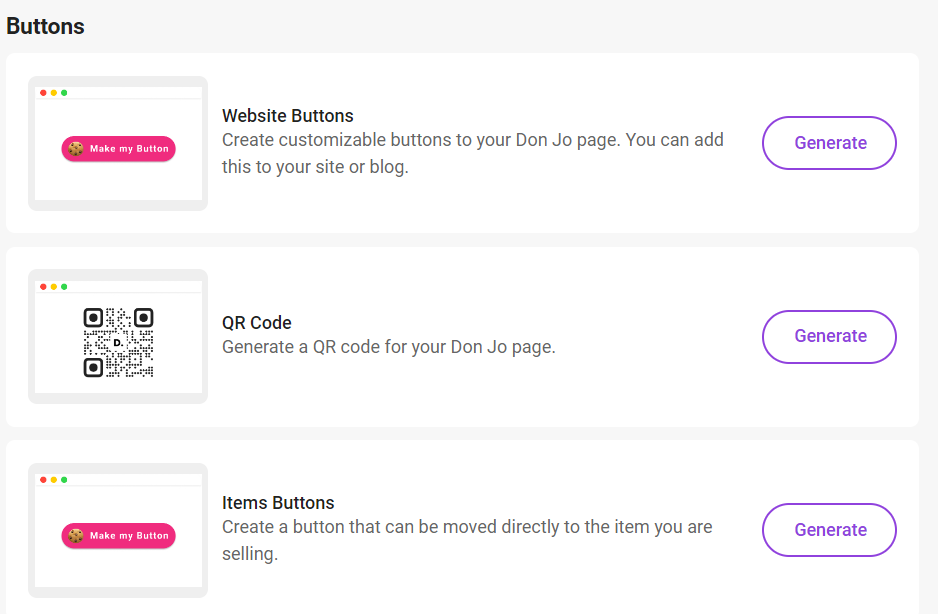 Buttons
Make my Button
Website Buttons
Create customizable buttons to your Don Jo page. You can add
this to your site or blog.
Generate
D.
QR Code
Generate a QR code for your Don Jo page.
Generate
Make my Button
Items Buttons
Create a button that can be moved directly to the item you are
selling.
Generate